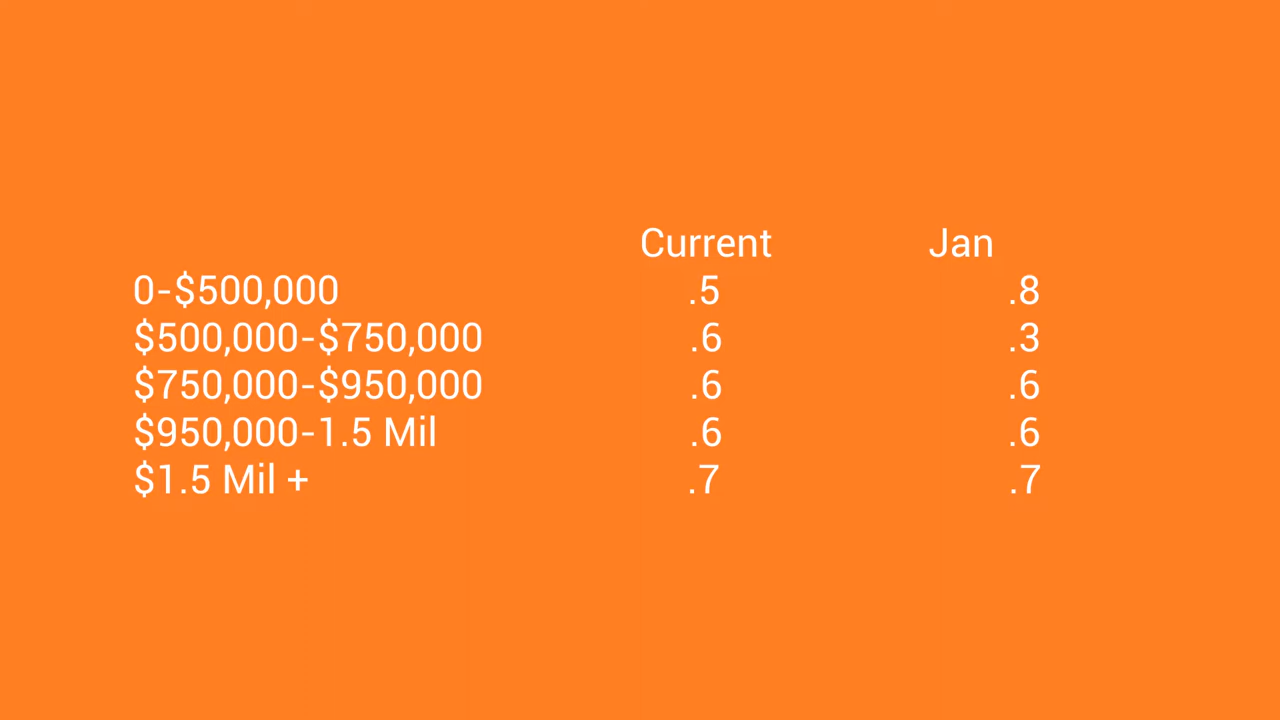 Current Jan
0-$500,000 .5 .8
$500,000-$750,000 .6 .3
$750,000-$950,000 .6 .6
$950,000-1.5 Mil .6 .6
$1.5 Mil + .7 .7